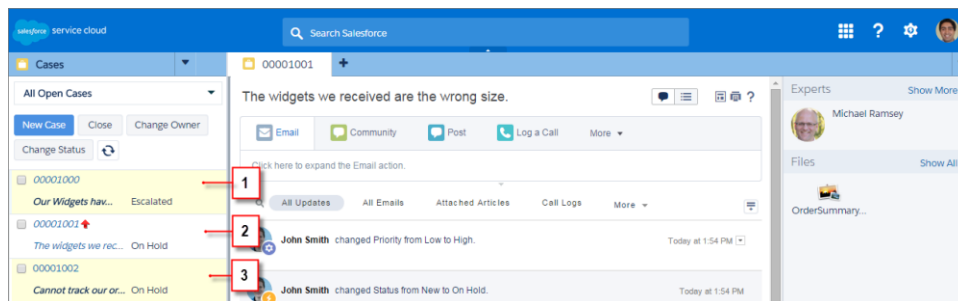 salesforce service cloud
Search Salesforce
?
Cases
00001001
+
All Open Cases
New Case Close Change Owner
Change Status
00001000
Our Widgets hav... Escalated
00001001
The widgets we rec... On Hold
00001002
Cannot track our or... On Hold
1
2
3
The widgets we received are the wrong size.
?
Email Community Post Log a Call More
Click here to expand the Email action.
All Updates All Emails Attached Articles Call Logs More
John Smith changed Priority from Low to High. Today at 1:54 PM
John Smith changed Status from New to On Hold. Today at 1:54 PM
Experts Show More
Michael Ramsey
Files Show All
OrderSummary...